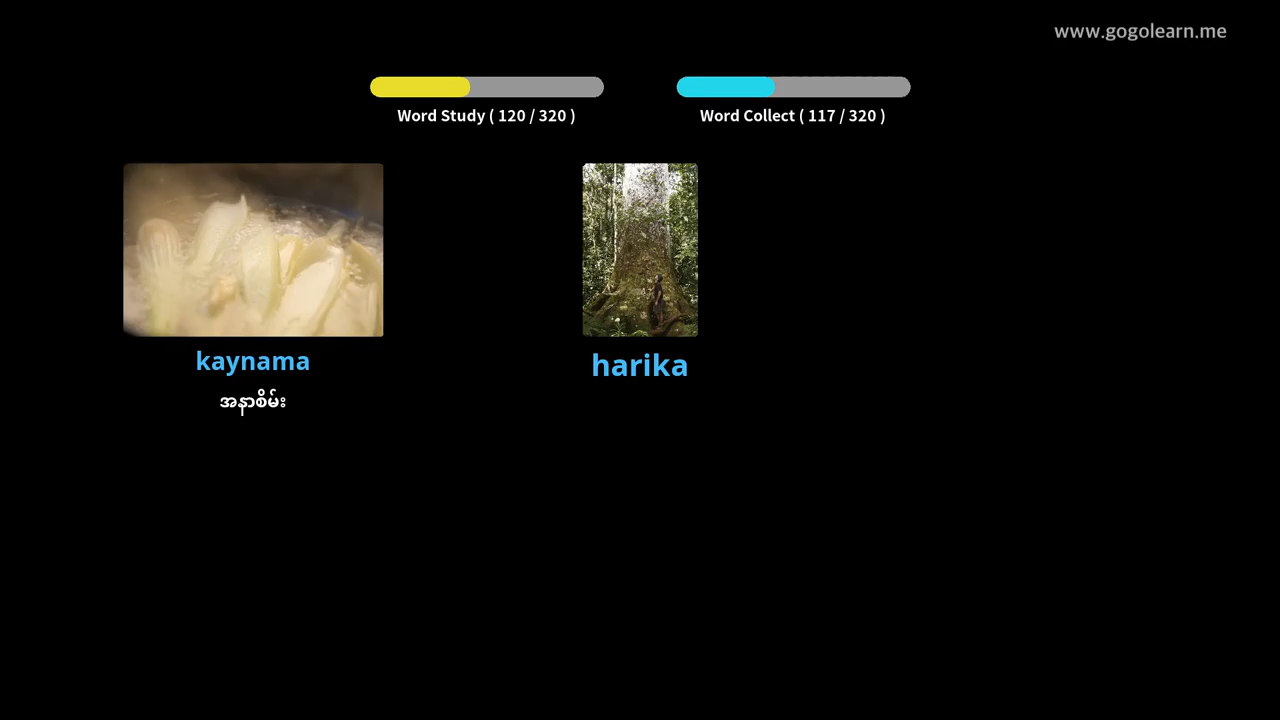 www.gogolearn.me
Word Study ( 120 / 320 )
Word Collect ( 117 / 320 )
kaynama
အနာစိမ်း
harika